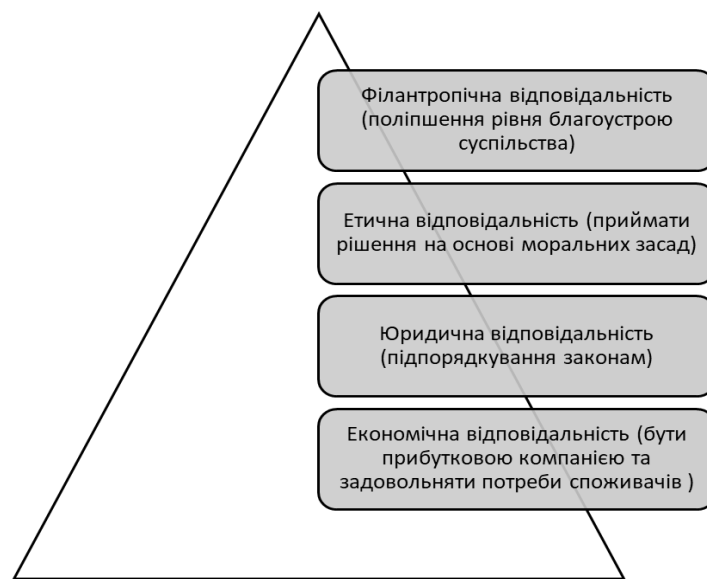 Філантропічна відповідальність
(поліпшення рівня благоустрою
суспільства)
Етична відповідальність (приймати
рішення на основі моральних засад)
Юридична відповідальність
(підпорядкування законам)
Економічна відповідальність (бути
прибутковою компанією та
задовольняти потреби споживачів )